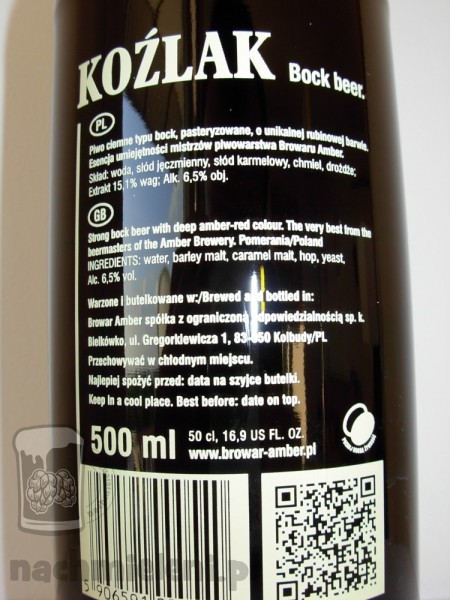 KOŹLAK Bock beer.
PL
Piwo ciemne typu bock, pasteryzowane, o unikalnej rubinowej barwie.
Esencja umiejętności mistrzów piwowarstwa Browaru Amber.
Skład: woda, słód jęczmienny, słód karmelowy, chmiel, drożdże;
Extrakt 15,1% wag; Alk. 6,5% obj.
GB
Strong bock beer with deep amber-red colour. The very best from the
beermasters of the Amber Brewery. Pomerania/Poland
INGREDIENTS: water, barley malt, caramel malt, hop, yeast,
Alc. 6,5% vol.
Warzone i butelkowane w:/Brewed and bottled in:
Browar Amber spółka z ograniczoną odpowiedzialnością sp. k.
Bielkówko, ul. Gregorkiewicza 1, 83-050 Kolbudy/PL
Przechowywać w chłodnym miejscu.
Najlepiej spożyć przed: data na szyjce butelki.
Keep in a cool place. Best before: date on top.
500 ml 50 cl, 16,9 US FL. OZ.
www.browar-amber.pl
5 906591
nachmieleni.p